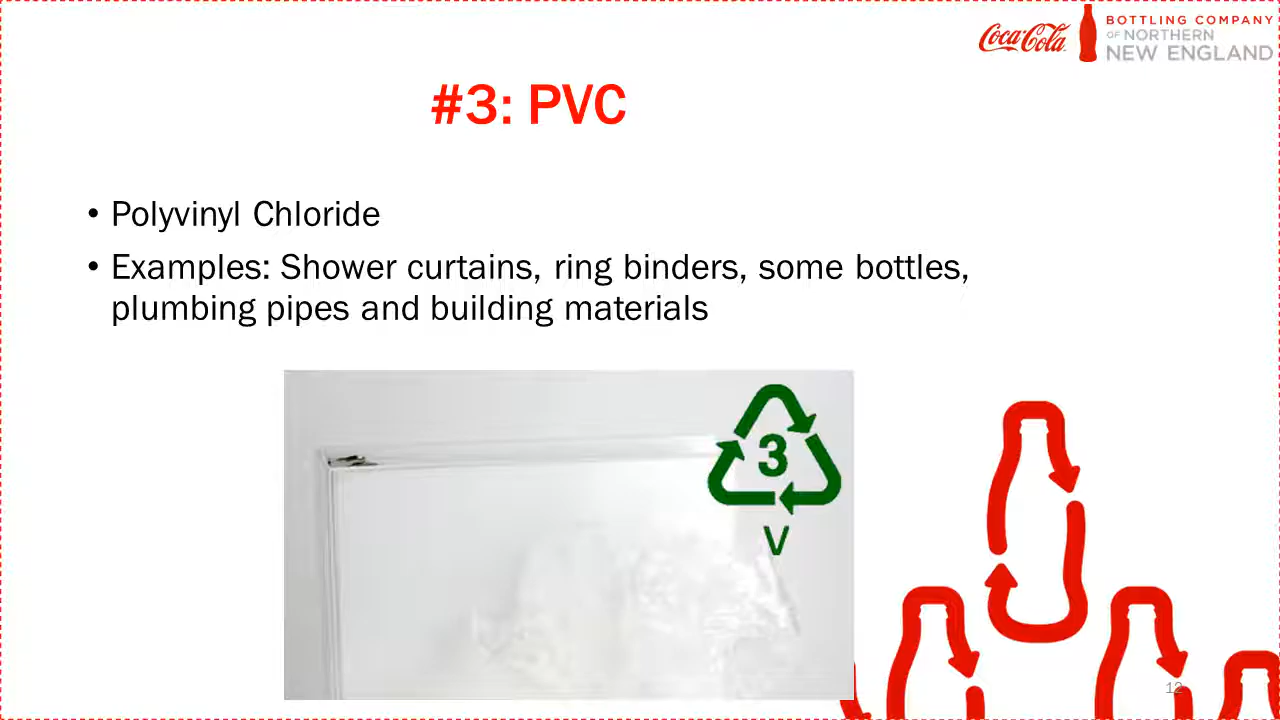 Coca-Cola
BOTTLING COMPANY
OF NORTHERN
NEW ENGLAND
#3: PVC
• Polyvinyl Chloride
• Examples: Shower curtains, ring binders, some bottles,
plumbing pipes and building materials
3
V
12